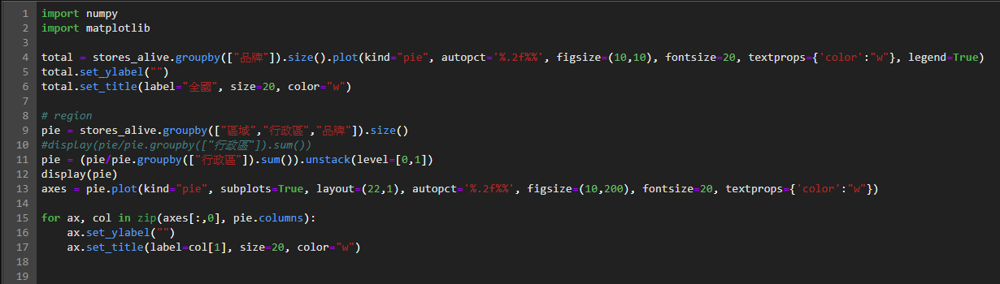 1 import numpy
2 import matplotlib
3
4 total = stores_alive.groupby(["品牌"]).size().plot(kind="pie", autopct='%.2f%%', figsize=(10,10), fontsize=20, textprops={'color':"w"}, legend=True)
5 total.set_ylabel("")
6 total.set_title(label="全國", size=20, color="w")
7
8 # region
9 pie = stores_alive.groupby(["區域","行政區","品牌"]).size()
10 #display(pie/pie.groupby(["行政區"]).sum())
11 pie = (pie/pie.groupby(["行政區"]).sum()).unstack(level=[0,1])
12 display(pie)
13 axes = pie.plot(kind="pie", subplots=True, layout=(22,1), autopct='%.2f%%', figsize=(10,200), fontsize=20, textprops={'color':"w"})
14
15 for ax, col in zip(axes[:,0], pie.columns):
16     ax.set_ylabel("")
17     ax.set_title(label=col[1], size=20, color="w")
18
19